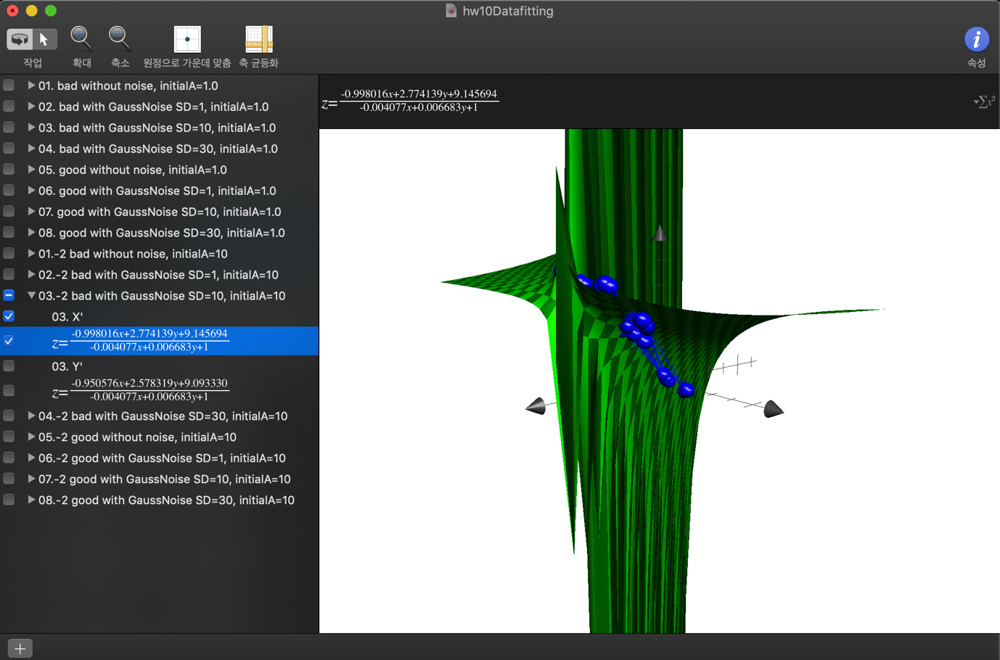 hw10Datafitting
작업
확대
축소
원점으로 가운데 맞춤
축 균등화
속성
01. bad without noise, initialA=1.0
02. bad with GaussNoise SD=1, initialA=1.0
03. bad with GaussNoise SD=10, initialA=1.0
04. bad with GaussNoise SD=30, initialA=1.0
05. good without noise, initialA=1.0
06. good with GaussNoise SD=1, initialA=1.0
07. good with GaussNoise SD=10, initialA=1.0
08. good with GaussNoise SD=30, initialA=1.0
01.-2 bad without noise, initialA=10
02.-2 bad with GaussNoise SD=1, initialA=10
03.-2 bad with GaussNoise SD=10, initialA=10
03. X'
z=
-0.998016x+2.774139y+9.145694
-0.004077x+0.006683y+1
03. Y'
z=
-0.950576x+2.578319y+9.093330
-0.004077x+0.006683y+1
04.-2 bad with GaussNoise SD=30, initialA=10
05.-2 good without noise, initialA=10
06.-2 good with GaussNoise SD=1, initialA=10
07.-2 good with GaussNoise SD=10, initialA=10
08.-2 good with GaussNoise SD=30, initialA=10
z=
-0.998016x+2.774139y+9.145694
-0.004077x+0.006683y+1
Σx²